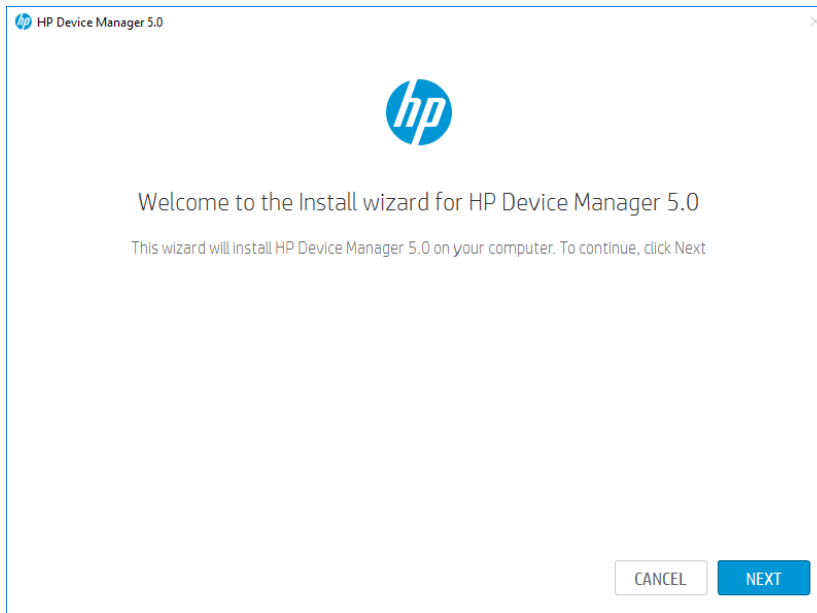 hp HP Device Manager 5.0
hp
Welcome to the Install wizard for HP Device Manager 5.0
This wizard will install HP Device Manager 5.0 on your computer. To continue, click Next
CANCEL NEXT